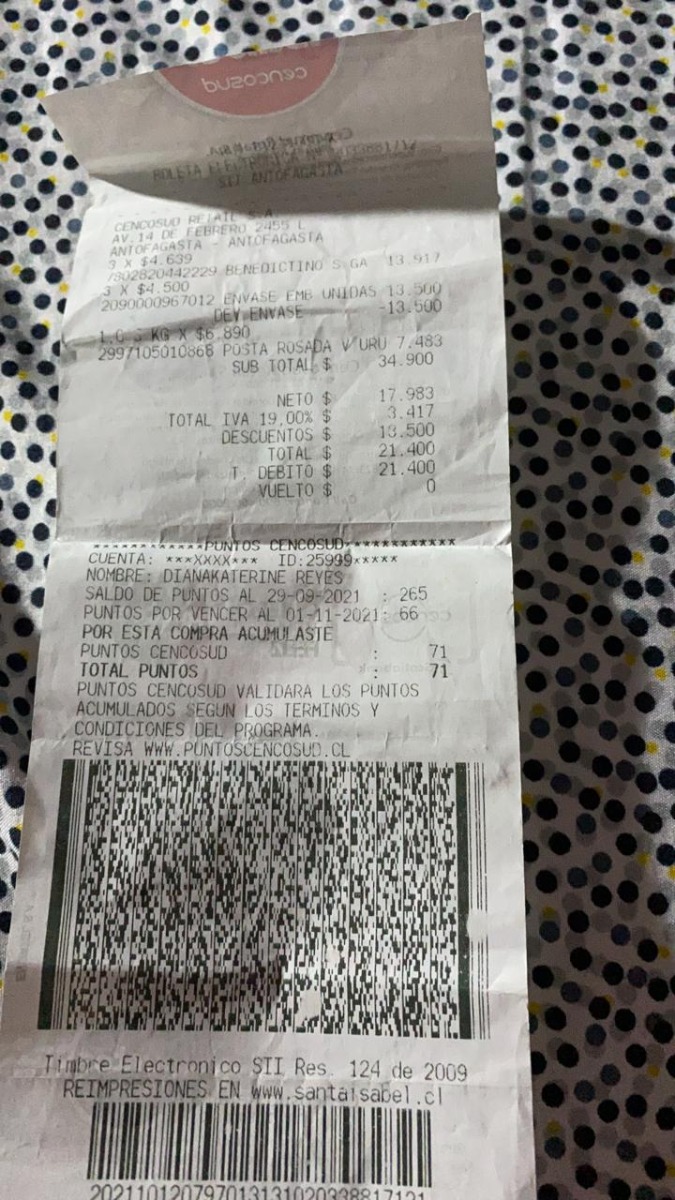 cencosud
BOLETA ELECTRONICA
SII ANTOFAGASTA
CENCOSUD RETAIL S.A.
AV. 14 DE FEBRERO 2455 L
ANTOFAGASTA - ANTOFAGASTA
3 X $4.639
7802820442229 BENEDICTINO S GA 13.917
3 X $4.500
2090000967012 ENVASE EMB UNIDAS 13.500
DEV ENVASE -13.500
KG X $6.890
2997105010868 POSTA ROSADA V URU 7.483
SUB TOTAL $ 34.900
NETO $ 17.983
TOTAL IVA 19,00% $ 3.417
DESCUENTOS $ 13.500
TOTAL $ 21.400
T. DEBITO $ 21.400
VUELTO $ 0
***********PUNTOS CENCOSUD***********
CUENTA: ***XXXX*** ID:25999*****
NOMBRE: DIANAKATERINE REYES
SALDO DE PUNTOS AL 29-09-2021 : 265
PUNTOS POR VENCER AL 01-11-2021: 66
POR ESTA COMPRA ACUMULASTE
PUNTOS CENCOSUD : 71
TOTAL PUNTOS : 71
PUNTOS CENCOSUD VALIDARA LOS PUNTOS
ACUMULADOS SEGUN LOS TERMINOS Y
CONDICIONES DEL PROGRAMA.
REVISA WWW.PUNTOSCENCOSUD.CL
Timbre Electronico SII Res. 124 de 2009
REIMPRESIONES EN www.santaisabel.cl